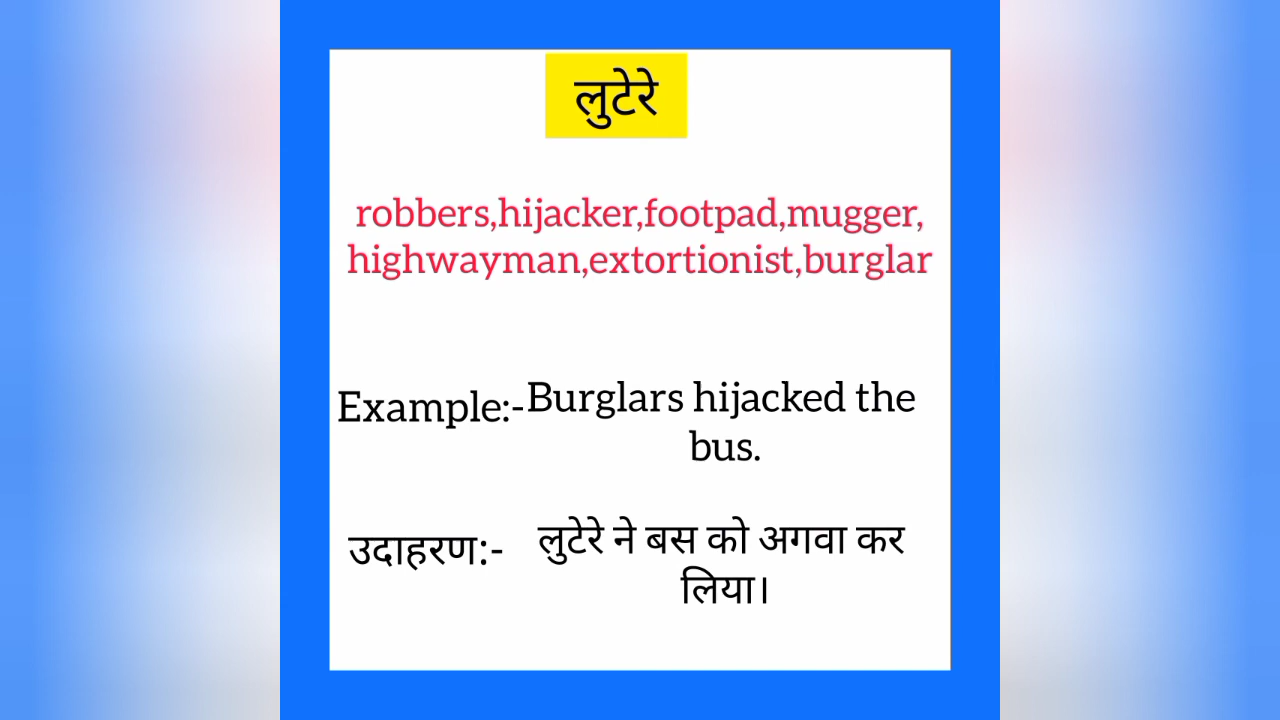 लुटेरे
robbers,hijacker,footpad,mugger,
highwayman,extortionist,burglar
Example:-Burglars hijacked the
bus.
उदाहरण:- लुटेरे ने बस को अगवा कर
लिया।